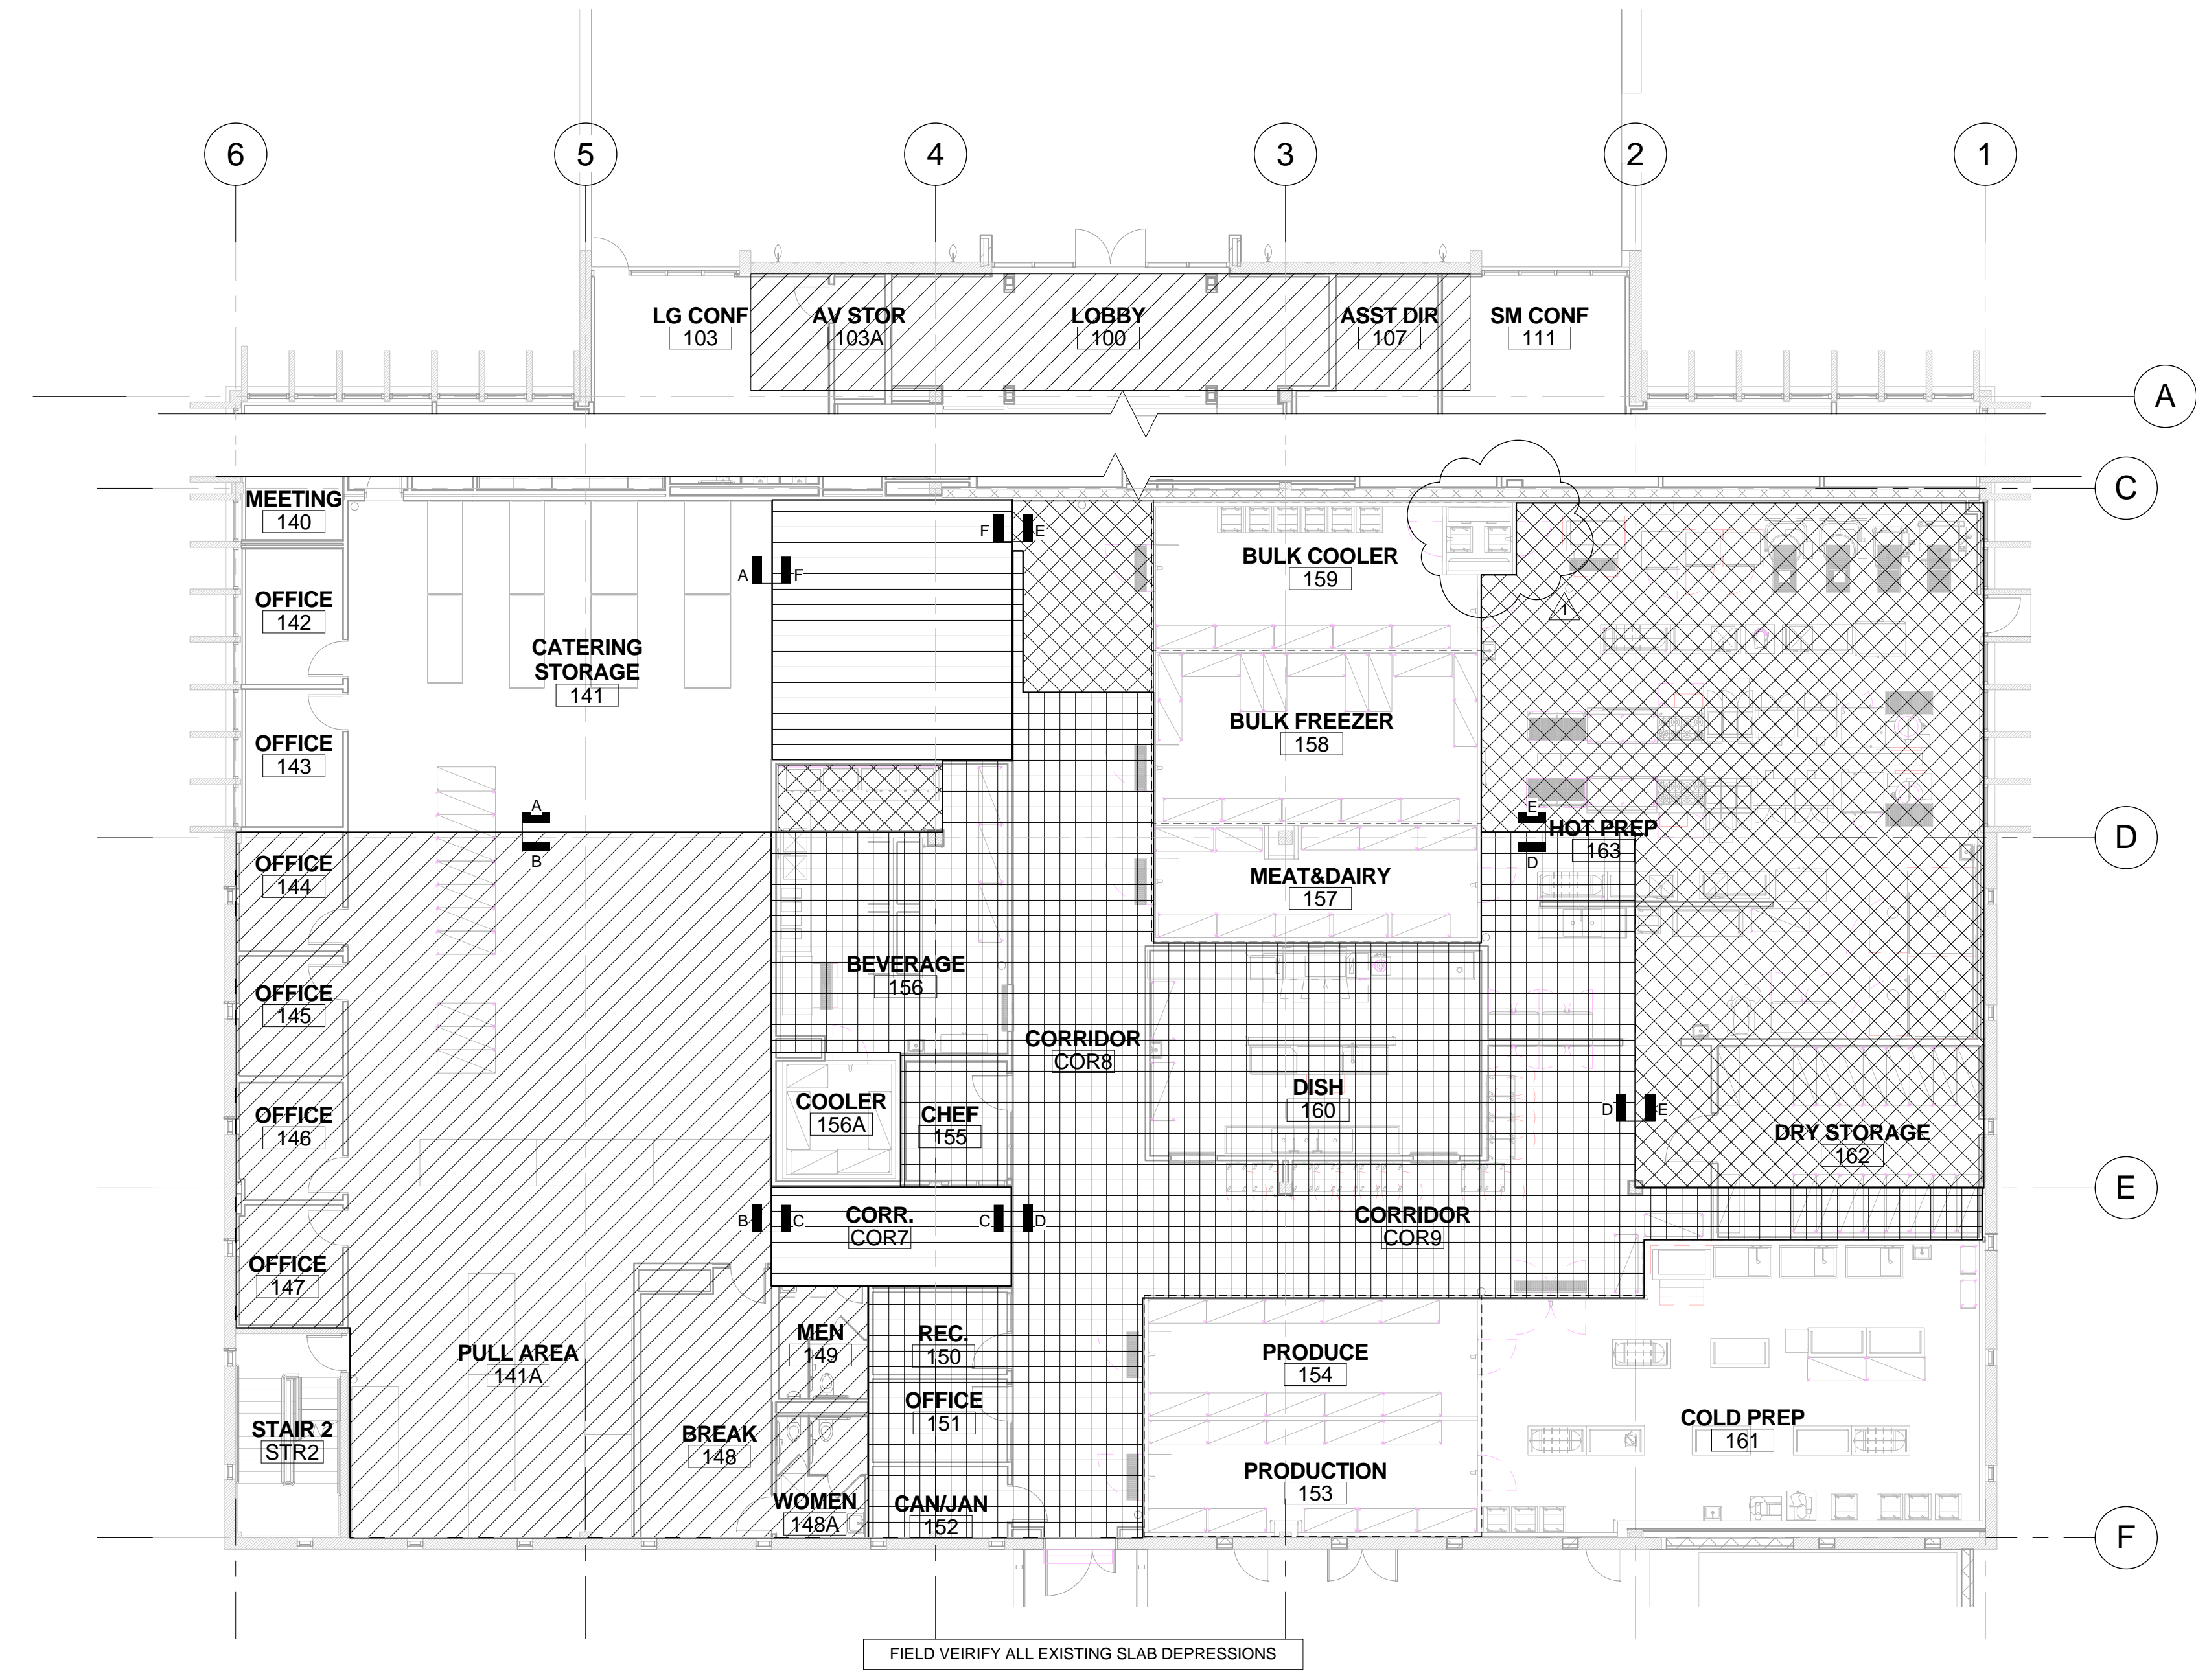 6 5 4 3 2 1
LG CONF
103
AV STOR
103A
LOBBY
100
ASST DIR
107
SM CONF
111
A
C
MEETING
140
F E
A F
BULK COOLER
159
1
OFFICE
142
CATERING
STORAGE
141
BULK FREEZER
158
OFFICE
143
A
B
E
D
HOT PREP
163
D
OFFICE
144
MEAT&DAIRY
157
BEVERAGE
156
OFFICE
145
CORRIDOR
COR8
COOLER
156A
CHEF
155
DISH
160
D E
OFFICE
146
DRY STORAGE
162
E
B C
CORR.
COR7
C D
CORRIDOR
COR9
OFFICE
147
MEN
149
REC.
150
PULL AREA
141A
PRODUCE
154
OFFICE
151
STAIR 2
STR2
BREAK
148
COLD PREP
161
PRODUCTION
153
WOMEN
148A
CAN/JAN
152
F
FIELD VEIRIFY ALL EXISTING SLAB DEPRESSIONS